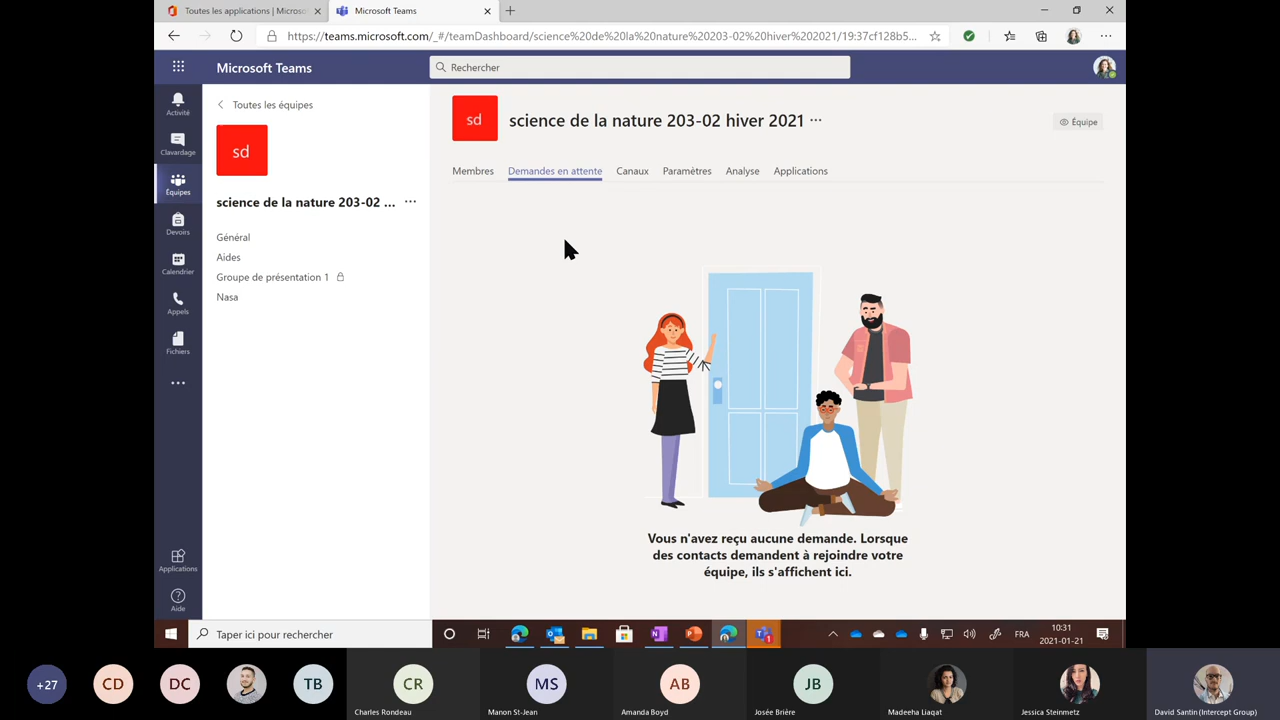 Toutes les applications | Microso
Microsoft Teams
https://teams.microsoft.com/_#/teamDashboard/science%20de%20la%20nature%20203-02%20hiver%202021/19:37cf128b5...
Microsoft Teams
Rechercher
Activité
Clavardage
Équipes
Devoirs
Calendrier
Appels
Fichiers
Applications
Aide
Toutes les équipes
sd
science de la nature 203-02 ...
Général
Aides
Groupe de présentation 1
Nasa
sd
science de la nature 203-02 hiver 2021
Équipe
Membres
Demandes en attente
Canaux
Paramètres
Analyse
Applications
Vous n'avez reçu aucune demande. Lorsque
des contacts demandent à rejoindre votre
équipe, ils s'affichent ici.
Taper ici pour rechercher
FRA
10:31
2021-01-21
+27
CD
DC
TB
CR
Charles Rondeau
MS
Manon St-Jean
AB
Amanda Boyd
JB
Josée Brière
Madeeha Liaqat
Jessica Steinmetz
David Santin (Intercept Group)